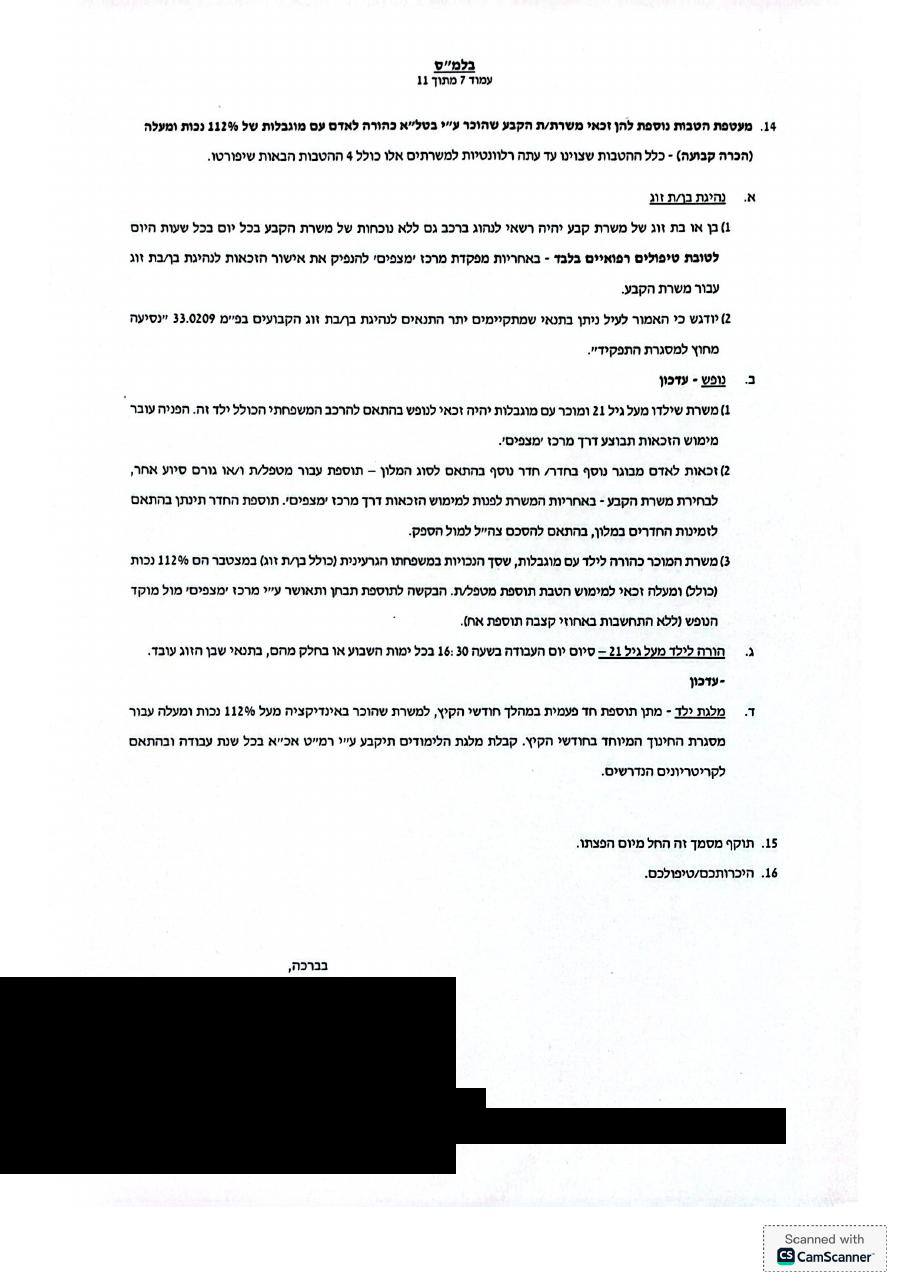 בלמ"ס
עמוד 7 מתוך 11
14. מעטפת הטבות נוספת להן זכאי משרת/ת הקבע שהוכר ע"י בטל"א כהורה לאדם עם מוגבלות של 112% נכות ומעלה
(הכרה קבועה) - כלל ההטבות שצוינו עד עתה רלוונטיות למשרתים אלו כולל 4 ההטבות הבאות שיפורטו.
א. נהיגת בן/ת זוג
1) בן או בת זוג של משרת קבע יהיה רשאי לנהוג ברכב גם ללא נוכחות של משרת הקבע בכל יום בכל שעות היום
לטובת טיפולים רפואיים בלבד - באחריות מפקדת מרכז 'מצפים' להנפיק את אישור הזכאות לנהיגת בן/בת זוג
עבור משרת הקבע.
2) יודגש כי האמור לעיל ניתן בתנאי שמתקיימים יתר התנאים לנהיגת בן/בת זוג הקבועים בפ"מ 33.0209 "נסיעה
מחוץ למסגרת התפקיד".
ב. נופש - עדכון
1) משרת שילדו מעל גיל 21 ומוכר עם מוגבלות יהיה זכאי לנופש בהתאם להרכב המשפחתי הכולל ילד זה. הפניה עובר
מימוש הזכאות תבוצע דרך מרכז 'מצפים'.
2) זכאות לאדם מבוגר נוסף בחדר/ חדר נוסף בהתאם לסוג המלון – תוספת עבור מטפל/ת ו/או גורם סיוע אחר,
לבחירת משרת הקבע - באחריות המשרת לפנות למימוש הזכאות דרך מרכז 'מצפים'. תוספת החדר תינתן בהתאם
לזמינות החדרים במלון, בהתאם להסכם צה"ל למול הספק.
3) משרת המוכר כהורה לילד עם מוגבלות, שסך הנכויות במשפחתו הגרעינית (כולל בן/ת זוג) במצטבר הם 112% נכות
(כולל) ומעלה זכאי למימוש הטבת תוספת מטפל/ת. הבקשה לתוספת תבחן ותאושר ע"י מרכז 'מצפים' מול מוקד
הנופש (ללא התחשבות באחוזי קצבה תוספת אח).
ג. הורה לילד מעל גיל 21 – סיום יום העבודה בשעה 16:30 בכל ימות השבוע או בחלק מהם, בתנאי שבן הזוג עובד.
-עדכון
ד. מלגת ילד - מתן תוספת חד פעמית במהלך חודשי הקיץ, למשרת שהוכר באינדיקציה מעל 112% נכות ומעלה עבור
מסגרת החינוך המיוחד בחודשי הקיץ. קבלת מלגת הלימודים תיקבע ע"י רמ"ט אכ"א בכל שנת עבודה ובהתאם
לקריטריונים הנדרשים.
15. תוקף מסמך זה החל מיום הפצתו.
16. היכרותכם/טיפולכם.
בברכה,
Scanned with
CS CamScanner